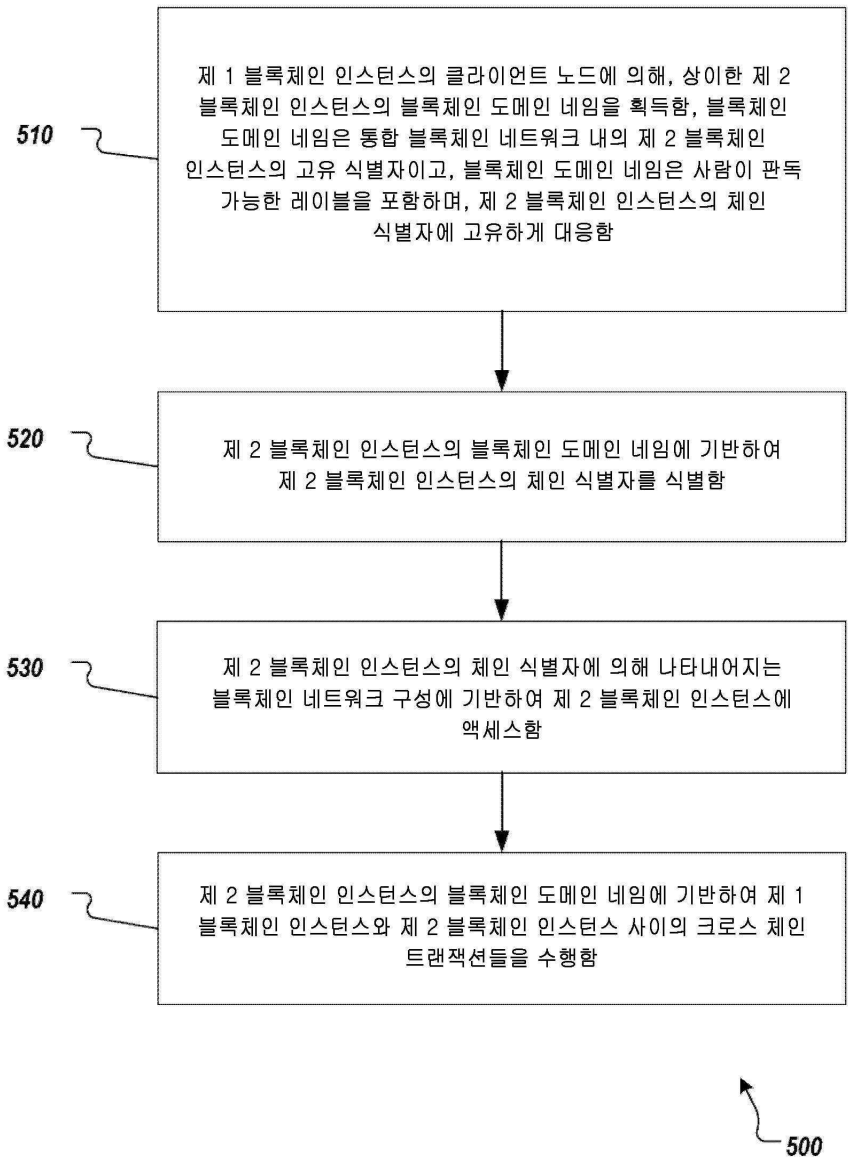 510
제 1 블록체인 인스턴스의 클라이언트 노드에 의해, 상이한 제 2
블록체인 인스턴스의 블록체인 도메인 네임을 획득함, 블록체인
도메인 네임은 통합 블록체인 네트워크 내의 제 2 블록체인
인스턴스의 고유 식별자이고, 블록체인 도메인 네임은 사람이 판독
가능한 레이블을 포함하며, 제 2 블록체인 인스턴스의 체인
식별자에 고유하게 대응함
520
제 2 블록체인 인스턴스의 블록체인 도메인 네임에 기반하여
제 2 블록체인 인스턴스의 체인 식별자를 식별함
530
제 2 블록체인 인스턴스의 체인 식별자에 의해 나타내어지는
블록체인 네트워크 구성에 기반하여 제 2 블록체인 인스턴스에
액세스함
540
제 2 블록체인 인스턴스의 블록체인 도메인 네임에 기반하여 제 1
블록체인 인스턴스와 제 2 블록체인 인스턴스 사이의 크로스 체인
트랜잭션들을 수행함
500